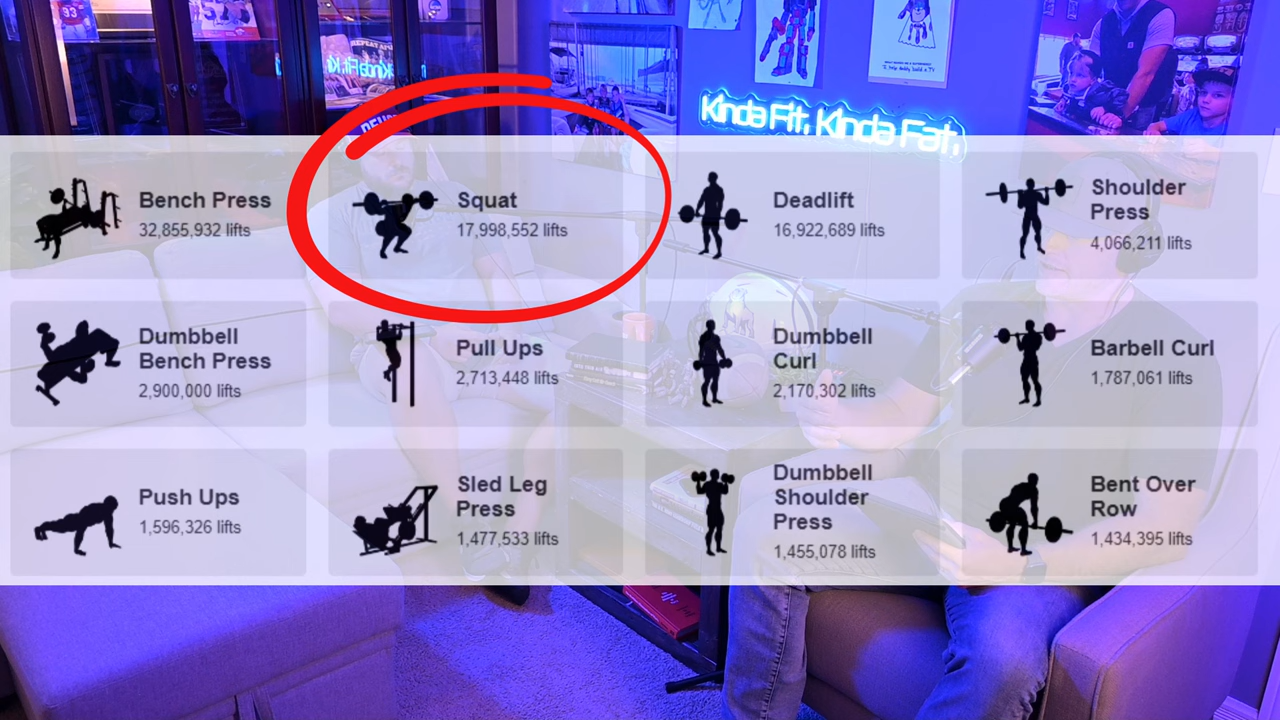 93
Kinda Fit, Kinda Fat,
Bench Press
32,855,932 lifts
Squat
17,998,552 lifts
Deadlift
16,922,689 lifts
Shoulder
Press
4,066,211 lifts
Dumbbell
Bench Press
2,900,000 lifts
Pull Ups
2,713,448 lifts
Dumbbell
Curl
2,170,302 lifts
Barbell Curl
1,787,061 lifts
Push Ups
1,596,326 lifts
Sled Leg
Press
1,477,533 lifts
Dumbbell
Shoulder
Press
1,455,078 lifts
Bent Over
Row
1,434,395 lifts